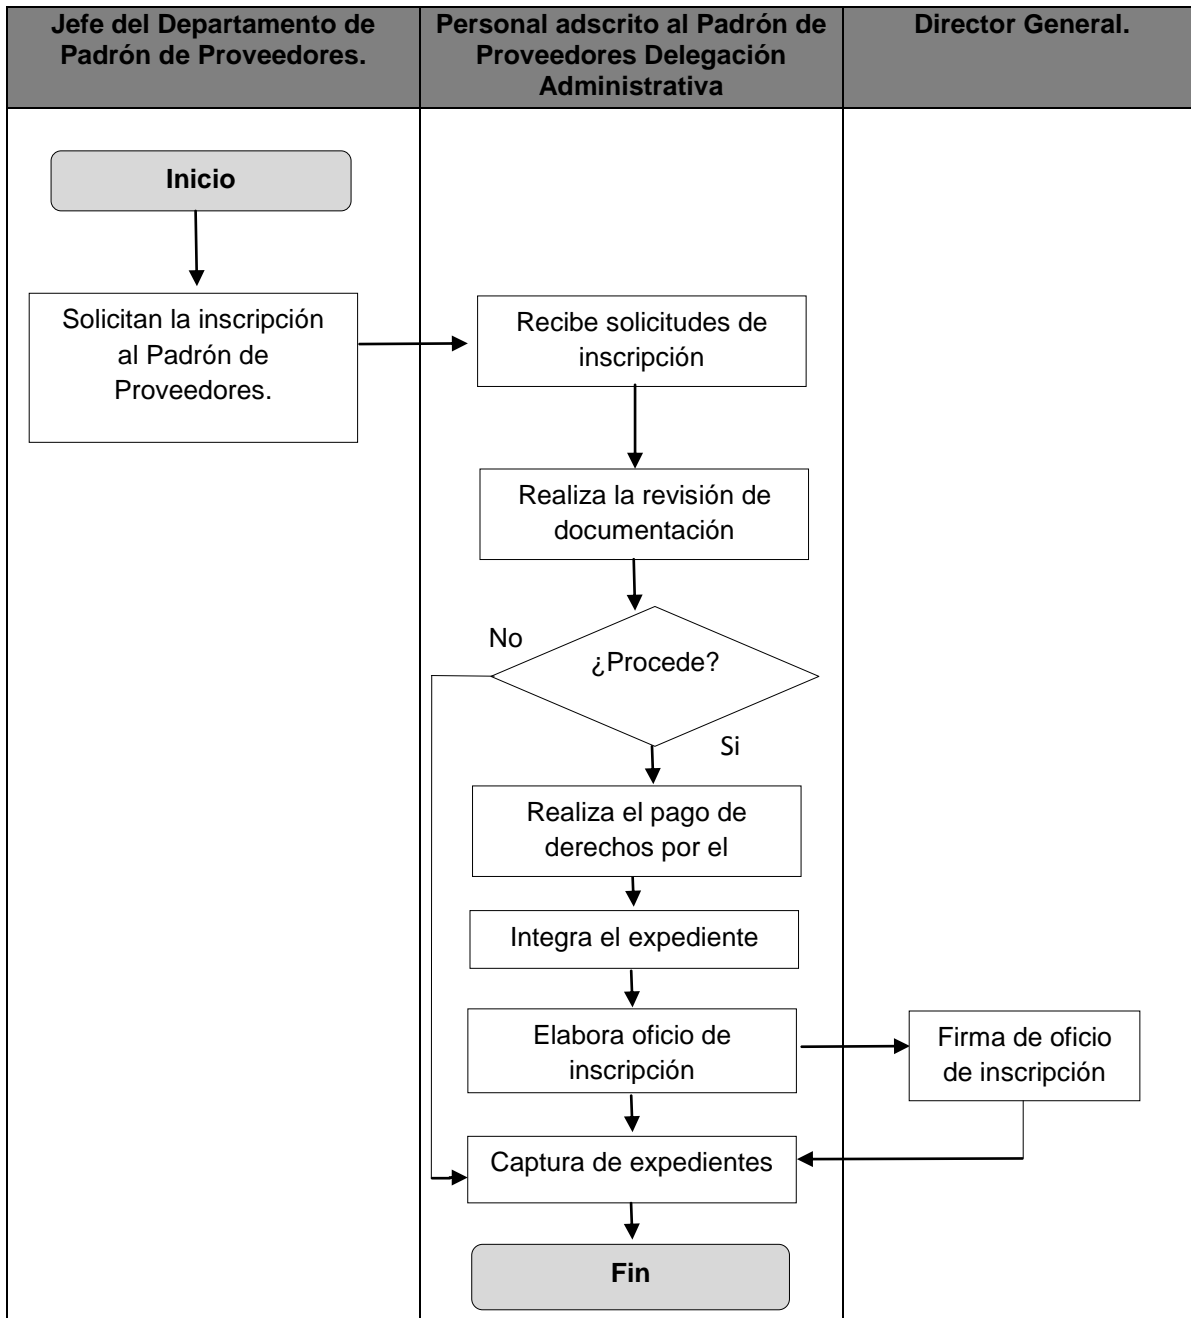 Jefe del Departamento de
Padrón de Proveedores.
Personal adscrito al Padrón de
Proveedores Delegación
Administrativa
Director General.
Inicio
Solicitan la inscripción
al Padrón de
Proveedores.
Recibe solicitudes de
inscripción
Realiza la revisión de
documentación
No
¿Procede?
Si
Realiza el pago de
derechos por el
Integra el expediente
Elabora oficio de
inscripción
Firma de oficio
de inscripción
Captura de expedientes
Fin